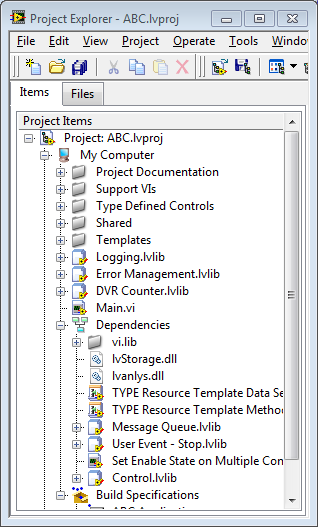 Project Explorer - ABC.lvproj
File Edit View Project Operate Tools Window
Items Files
Project Items
Project: ABC.lvproj
My Computer
Project Documentation
Support VIs
Type Defined Controls
Shared
Templates
Logging.lvlib
Error Management.lvlib
DVR Counter.lvlib
Main.vi
Dependencies
vi.lib
lvStorage.dll
lvanlys.dll
TYPE Resource Template Data Se
TYPE Resource Template Metho
Message Queue.lvlib
User Event - Stop.lvlib
Set Enable State on Multiple Con
Control.lvlib
Build Specifications
ABC Application